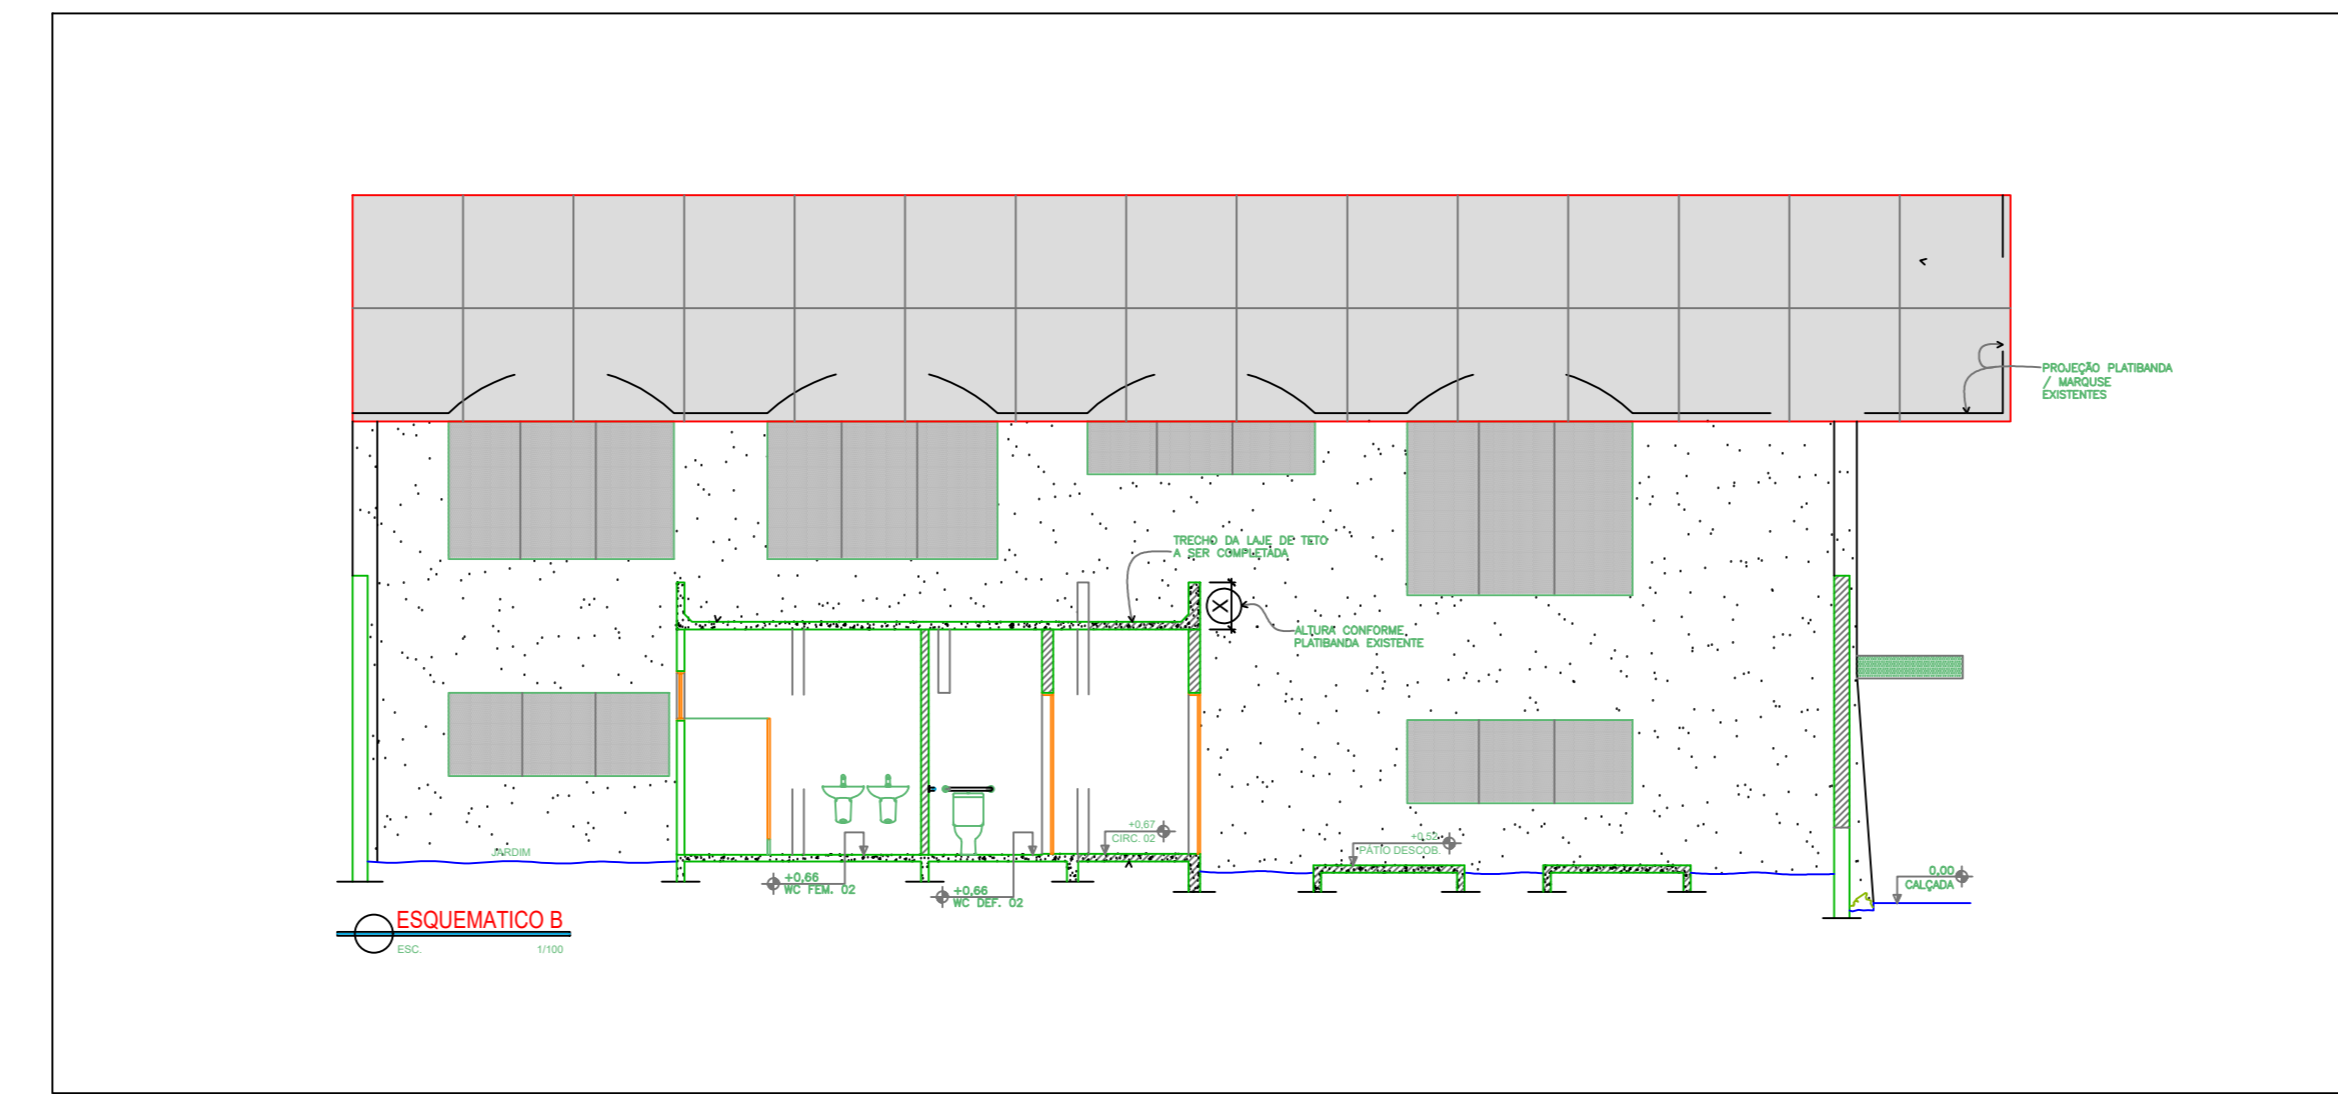 PROJEÇÃO PLATIBANDA
/ MARQUSE
EXISTENTES
TRECHO DA LAJE DE TETO
A SER COMPLETADA
X
ALTURA CONFORME
PLATIBANDA EXISTENTE
+0,67
CIRC. 02
+0,52
PÁTIO DESCOB.
JARDIM
+0,66
WC FEM. 02
+0,66
WC DEF. 02
0,00
CALÇADA
ESQUEMATICO B
ESC. 1/100